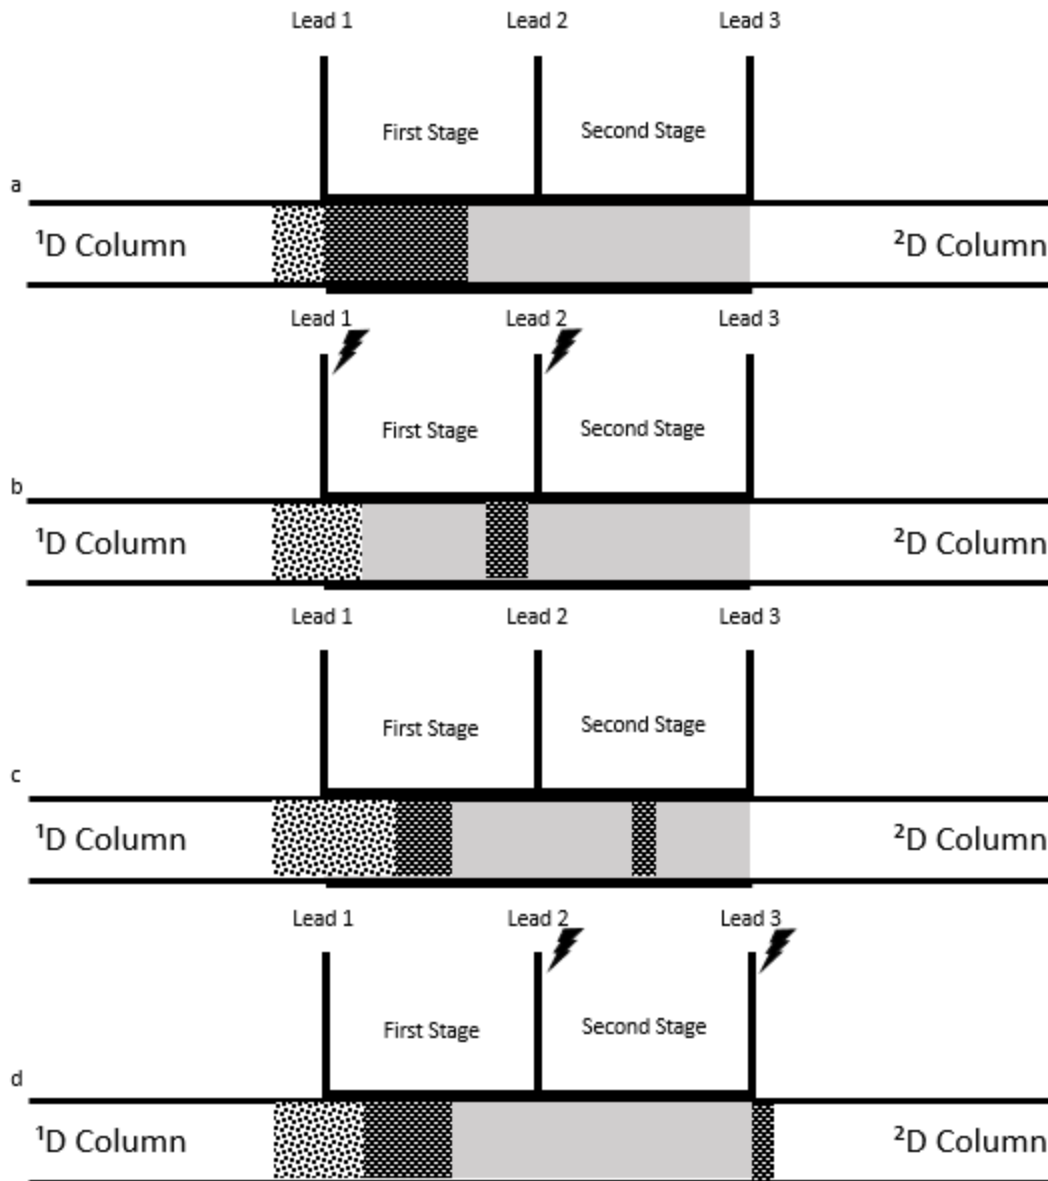 Lead 1 Lead 2 Lead 3
First Stage Second Stage
a
¹D Column ²D Column
Lead 1 Lead 2 Lead 3
First Stage Second Stage
b
¹D Column ²D Column
Lead 1 Lead 2 Lead 3
First Stage Second Stage
c
¹D Column ²D Column
Lead 1 Lead 2 Lead 3
First Stage Second Stage
d
¹D Column ²D Column